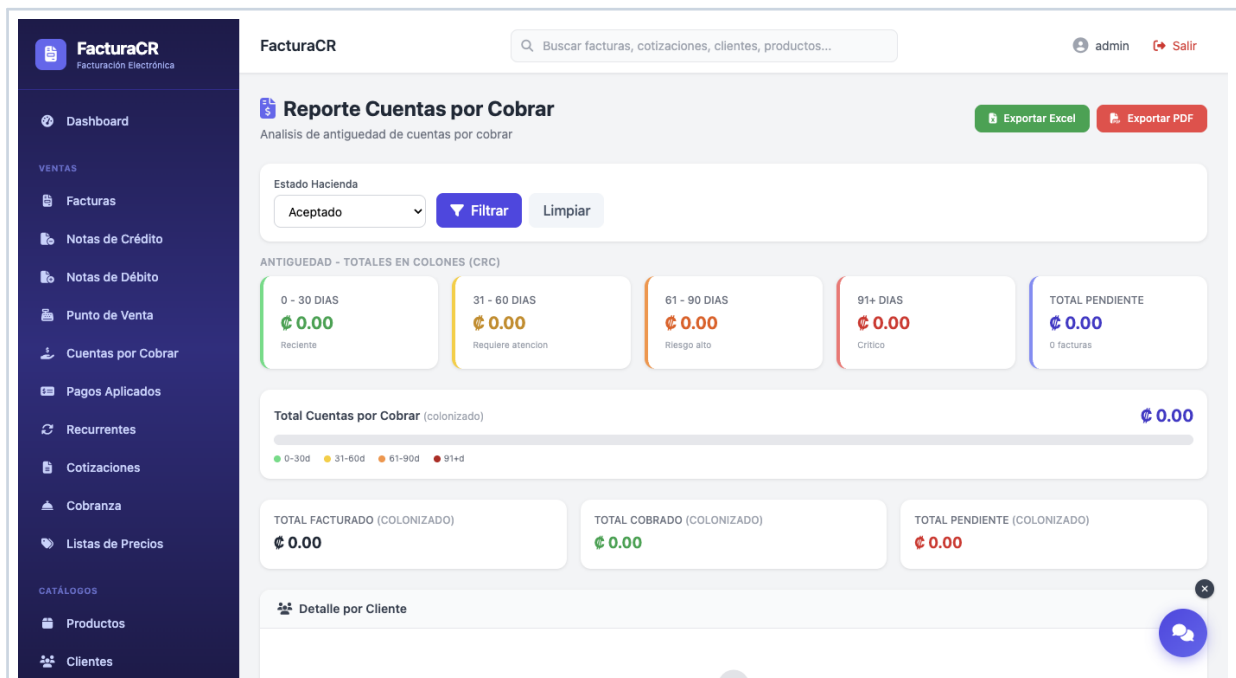 FacturaCR
Facturación Electrónica
Dashboard
VENTAS
Facturas
Notas de Crédito
Notas de Débito
Punto de Venta
Cuentas por Cobrar
Pagos Aplicados
Recurrentes
Cotizaciones
Cobranza
Listas de Precios
CATÁLOGOS
Productos
Clientes
FacturaCR
Buscar facturas, cotizaciones, clientes, productos...
admin
Salir
Reporte Cuentas por Cobrar
Analisis de antiguedad de cuentas por cobrar
Exportar Excel
Exportar PDF
Estado Hacienda
Aceptado
Filtrar
Limpiar
ANTIGUEDAD - TOTALES EN COLONES (CRC)
0 - 30 DIAS
₡ 0.00
Reciente
31 - 60 DIAS
₡ 0.00
Requiere atencion
61 - 90 DIAS
₡ 0.00
Riesgo alto
91+ DIAS
₡ 0.00
Critico
TOTAL PENDIENTE
₡ 0.00
0 facturas
Total Cuentas por Cobrar (colonizado)
₡ 0.00
0-30d 31-60d 61-90d 91+d
TOTAL FACTURADO (COLONIZADO)
₡ 0.00
TOTAL COBRADO (COLONIZADO)
₡ 0.00
TOTAL PENDIENTE (COLONIZADO)
₡ 0.00
Detalle por Cliente